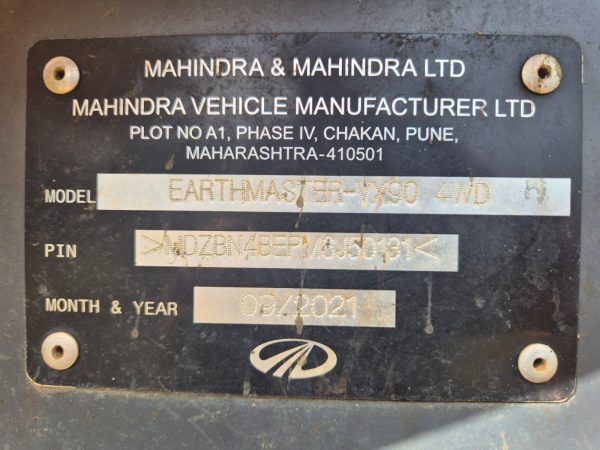 MAHINDRA & MAHINDRA LTD
MAHINDRA VEHICLE MANUFACTURER LTD
PLOT NO A1, PHASE IV, CHAKAN, PUNE,
MAHARASHTRA-410501
MODEL EARTHMASTER-VX90 4WD
PIN
MONTH & YEAR 09/2021